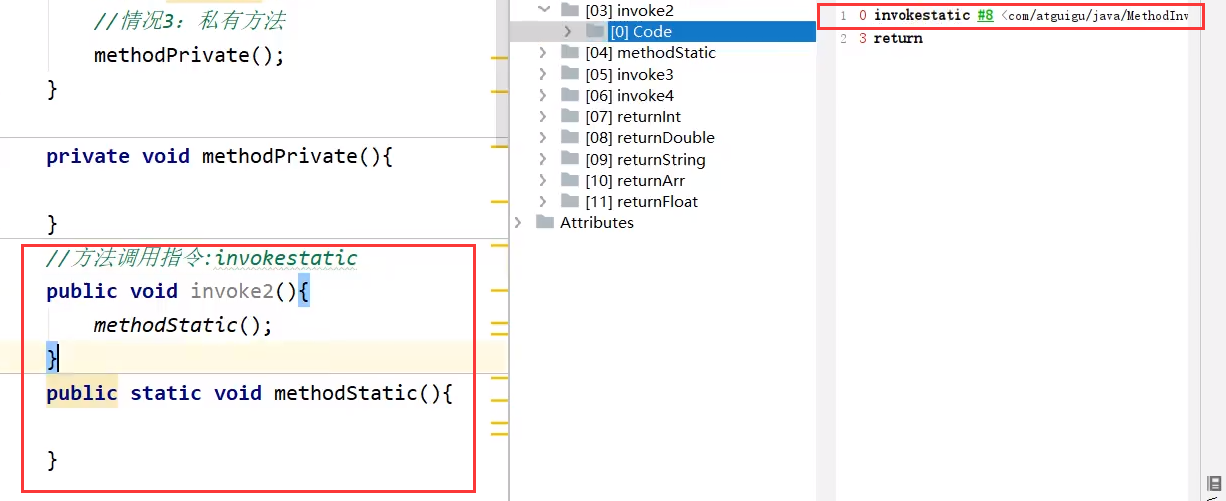 //情况3：私有方法
methodPrivate();
}
private void methodPrivate(){
}
//方法调用指令:invokestatic
public void invoke2(){
methodStatic();
}
public static void methodStatic(){
}
[03] invoke2
[0] Code
[04] methodStatic
[05] invoke3
[06] invoke4
[07] returnInt
[08] returnDouble
[09] returnString
[10] returnArr
[11] returnFloat
Attributes
1 0 invokestatic #8 <com/atguigu/java/MethodInv
2 3 return